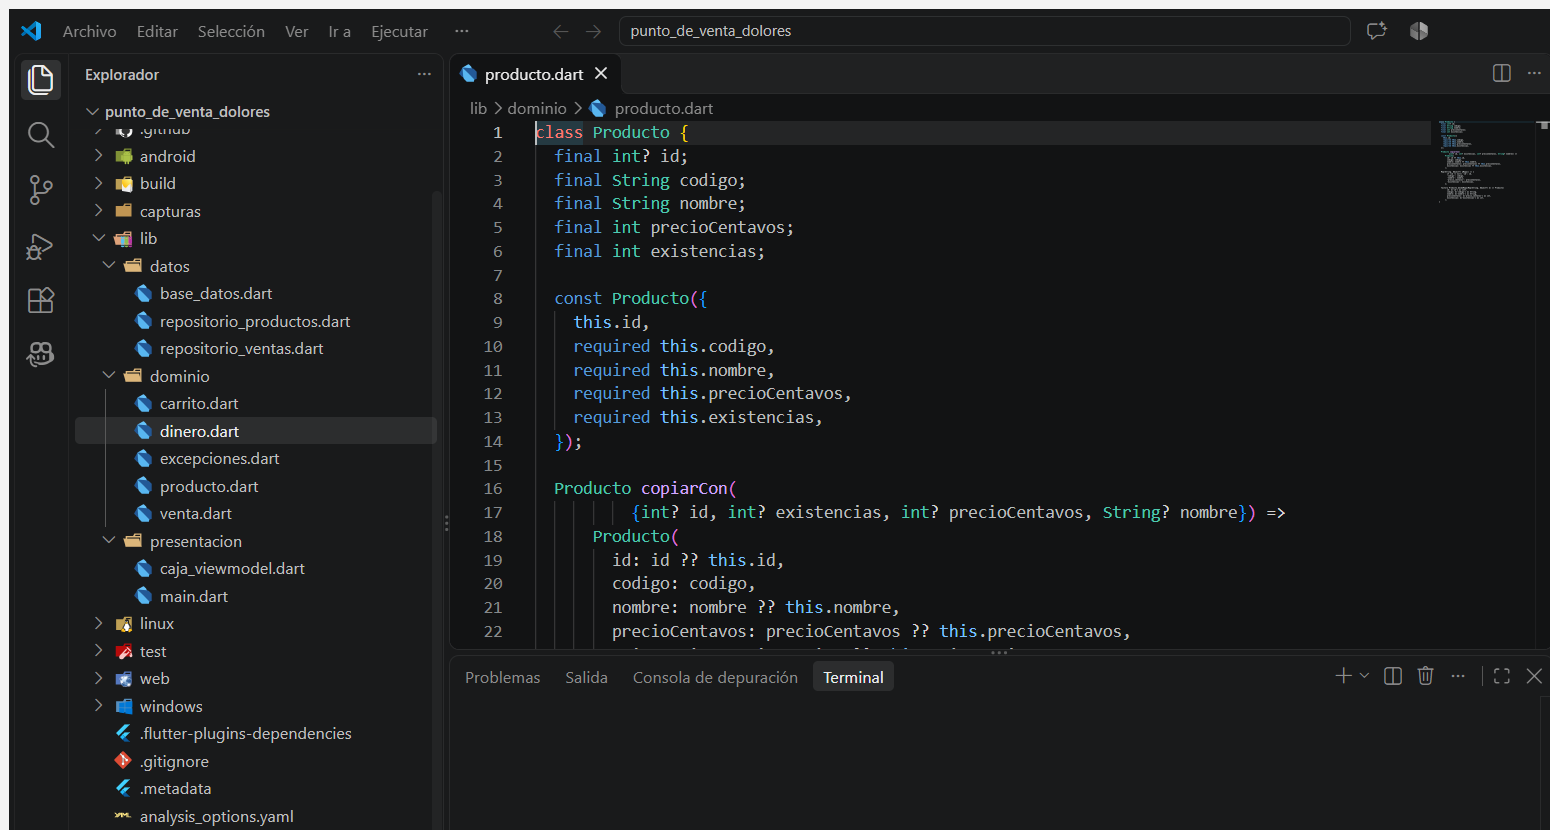 Archivo Editar Selección Ver Ir a Ejecutar ··· punto_de_venta_dolores
Explorador ···
punto_de_venta_dolores
.github
android
build
capturas
lib
datos
base_datos.dart
repositorio_productos.dart
repositorio_ventas.dart
dominio
carrito.dart
dinero.dart
excepciones.dart
producto.dart
venta.dart
presentacion
caja_viewmodel.dart
main.dart
linux
test
web
windows
.flutter-plugins-dependencies
.gitignore
.metadata
analysis_options.yaml
producto.dart
lib > dominio > producto.dart
1 class Producto {
2 final int? id;
3 final String codigo;
4 final String nombre;
5 final int precioCentavos;
6 final int existencias;
7
8 const Producto({
9 this.id,
10 required this.codigo,
11 required this.nombre,
12 required this.precioCentavos,
13 required this.existencias,
14 });
15
16 Producto copiarCon(
17 {int? id, int? existencias, int? precioCentavos, String? nombre}) =>
18 Producto(
19 id: id ?? this.id,
20 codigo: codigo,
21 nombre: nombre ?? this.nombre,
22 precioCentavos: precioCentavos ?? this.precioCentavos,
Problemas Salida Consola de depuración Terminal